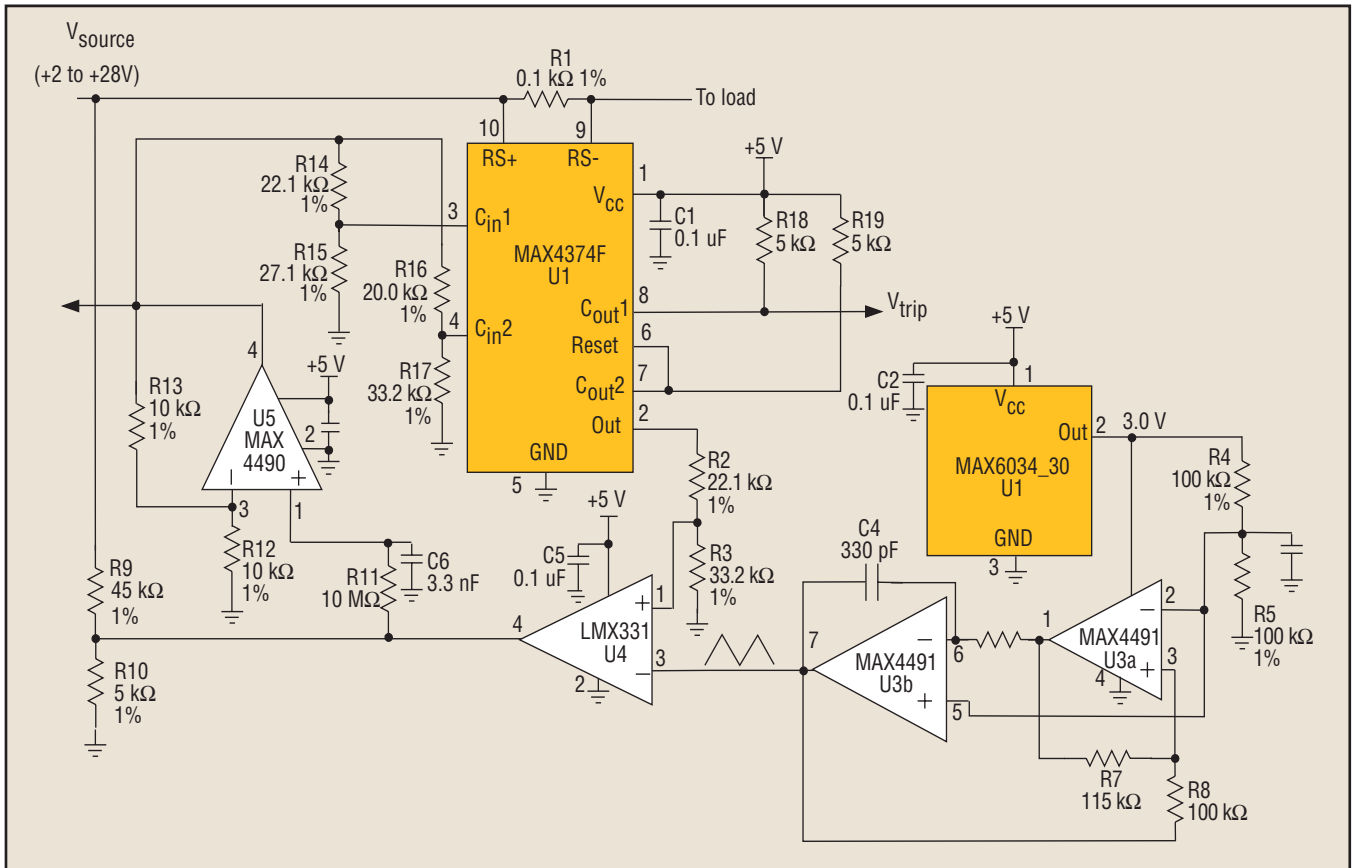 Vsource
(+2 to +28V)
R1
0.1 kΩ 1%
To load
10
9
RS+
RS-
+5 V
1
Vcc
R14
22.1 kΩ
1%
3
Cin1
C1
0.1 uF
R18
5 kΩ
R19
5 kΩ
MAX4374F
U1
R15
27.1 kΩ
1%
R16
20.0 kΩ
1%
8
Cout1
Vtrip
4
Cin2
6
Reset
+5 V
4
+5 V
R17
33.2 kΩ
1%
7
Cout2
C2
0.1 uF
1
Vcc
R13
10 kΩ
1%
U5
MAX
4490
2
2
Out
Out
2
3.0 V
GND
5
R2
22.1 kΩ
1%
MAX6034_30
U1
R4
100 kΩ
1%
–
+
3
1
+5 V
C4
330 pF
GND
3
R12
10 kΩ
1%
C6
3.3 nF
C5
0.1 uF
R3
33.2 kΩ
1%
R9
45 kΩ
1%
R11
10 MΩ
1
+
2
–
R5
100 kΩ
1%
4
LMX331
U4
7
–
6
1
MAX4491
U3a
3
+
4
3
–
MAX4491
U3b
2
R10
5 kΩ
1%
+
5
R7
115 kΩ
R8
100 kΩ